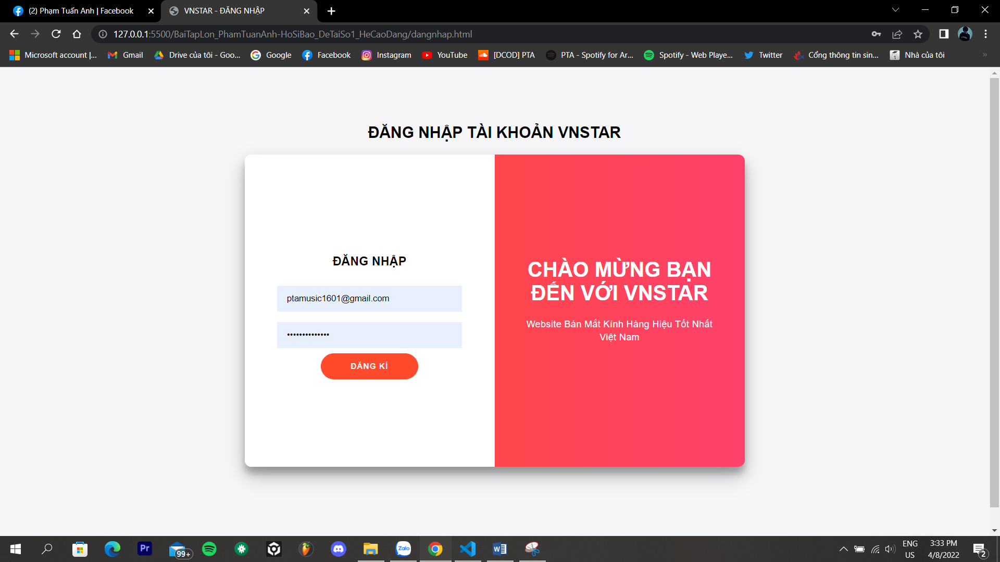 (2) Phạm Tuấn Anh | Facebook
VNSTAR - ĐĂNG NHẬP
127.0.0.1:5500/BaiTapLon_PhamTuanAnh-HoSiBao_DeTaiSo1_HeCaoDang/dangnhap.html
Microsoft account |...
Gmail
Drive của tôi - Goo...
Google
Facebook
Instagram
YouTube
[DCOD] PTA
PTA - Spotify for Ar...
Spotify - Web Playe...
Twitter
Cổng thông tin sin...
Nhà của tôi
»
ĐĂNG NHẬP TÀI KHOẢN VNSTAR
ĐĂNG NHẬP
ptamusic1601@gmail.com
••••••••••••••
ĐĂNG KÍ
CHÀO MỪNG BẠN
ĐẾN VỚI VNSTAR
Website Bán Mắt Kính Hàng Hiệu Tốt Nhất
Việt Nam
Pr
99+
Zalo
W
ENG
US
3:33 PM
4/8/2022
2